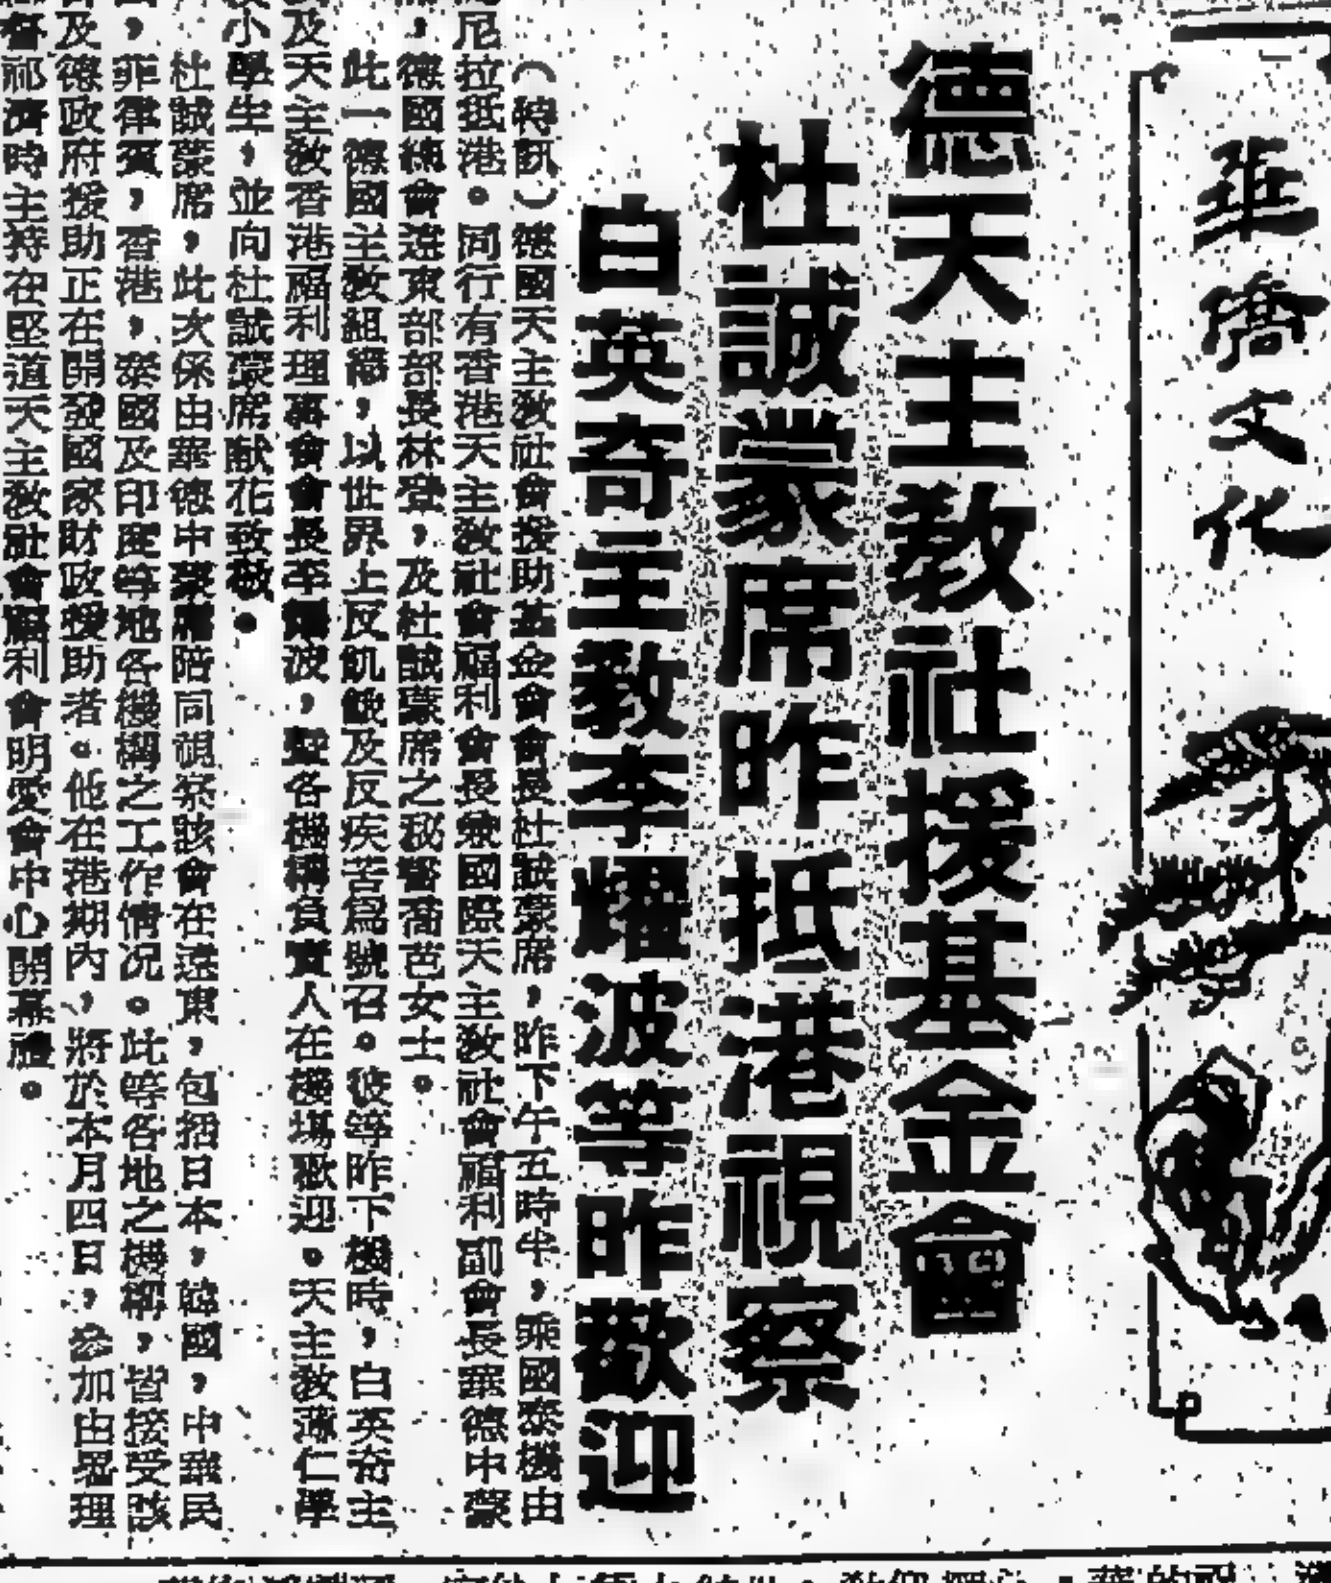 華僑文化
德天主教社援基金會
杜誠蒙席昨抵港視察
白英奇主教李耀波等昨歡迎
（特訊）德國天主教社會援助基金會會長杜誠蒙席，昨下午五時半，乘國泰機由
尼拉抵港。同行有香港天主教社會福利會長兼國際天主教社會福利副會長華德中蒙
，德國總會遠東部部長林登，及杜誠蒙席之秘書喬芭女士。
此一德國主教組織，以世界上反飢餓及反疾苦爲號召。彼等昨下機時，白英奇主
及天主教香港福利理事會會長李耀波，暨各機構負責人在機場歡迎。天主教 仁學
小學生，並向杜誠蒙席献花致敬。
杜誠蒙席，此次係由華德中蒙席陪同視察該會在遠東，包括日本，韓國，中華民
，菲律賓，香港，泰國及印度等地各機構之工作情况。此等各地之機構，皆接受該
及德政府援助正在開發國家財政援助者。他在港期內，將於本月四日，參加由署理
督祁濟時主持在堅道天主教社會福利會明愛會中心開幕禮。